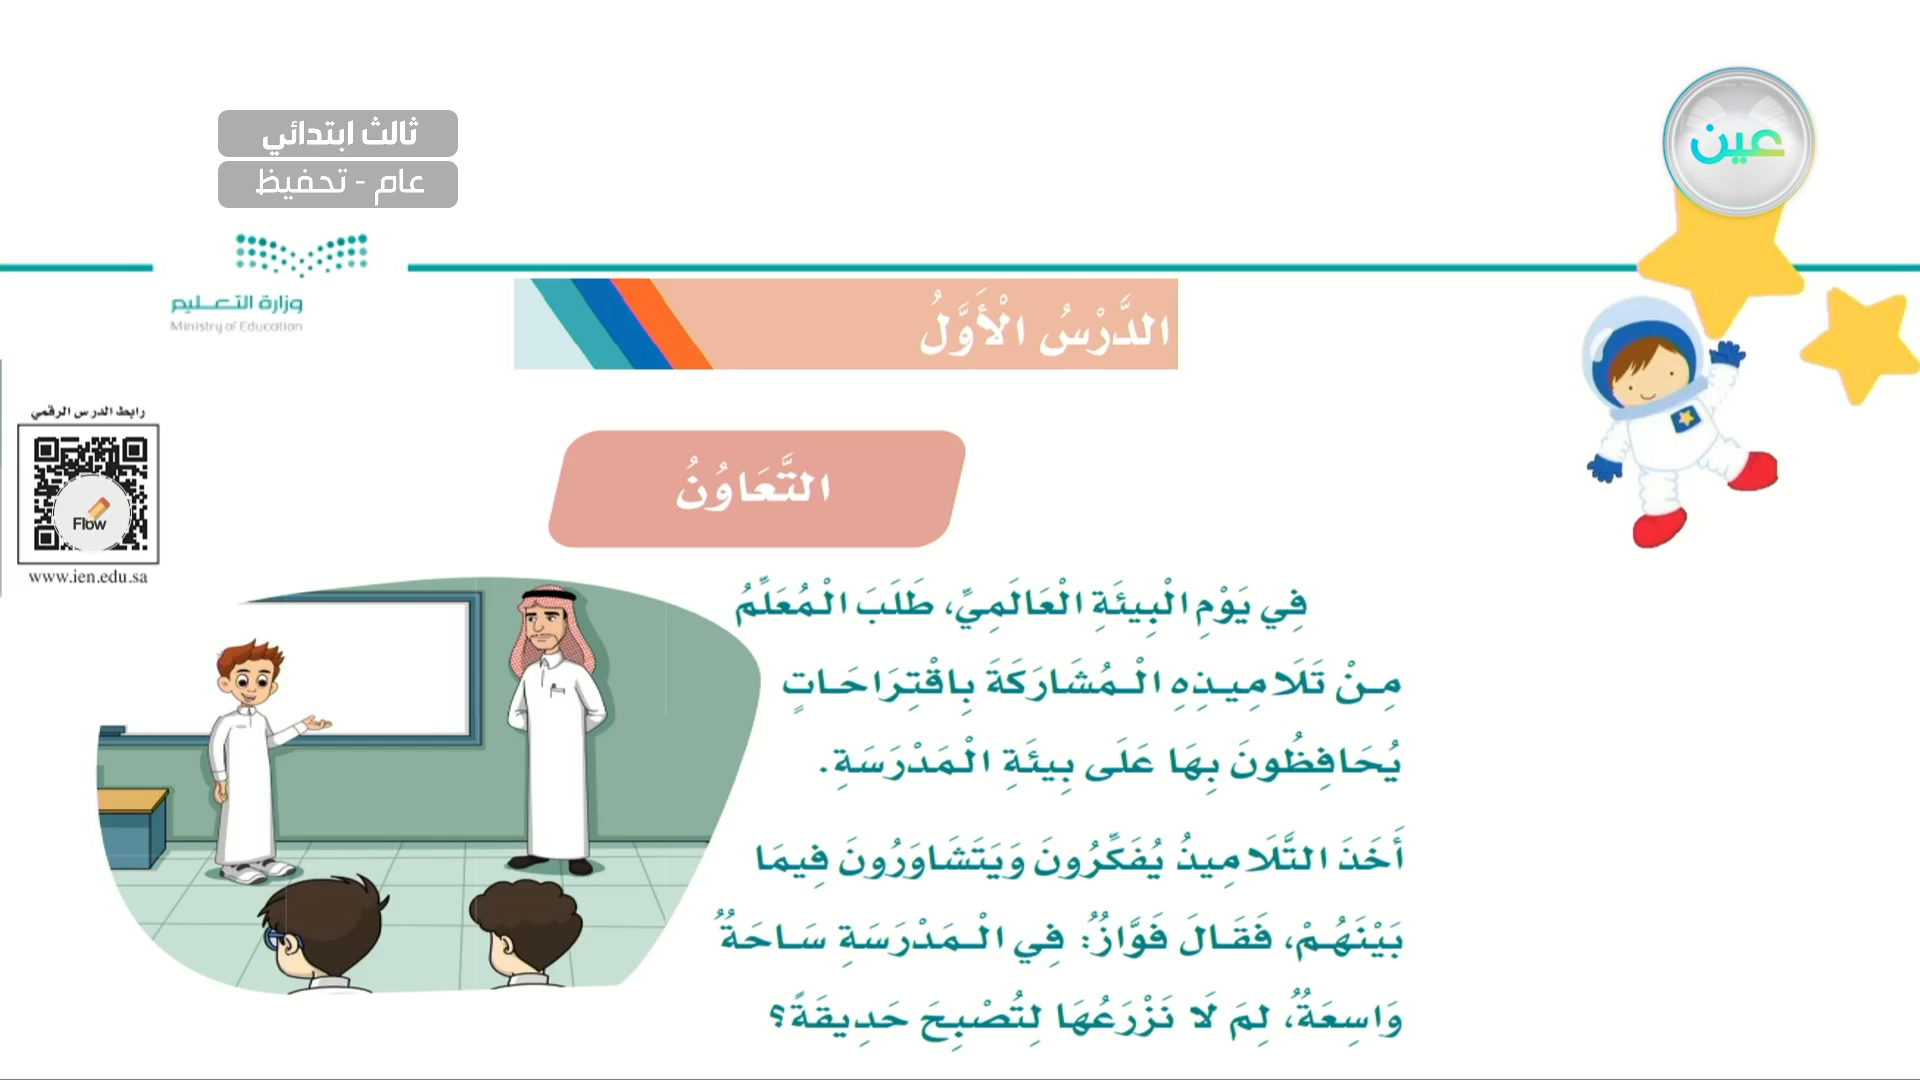 ثالث ابتدائي
عام - تحفيظ
عين
وزارة التعليم
Ministry of Education
الدَّرْسُ الْأَوَّلُ
رابط الدرس الرقمي
Flow
www.ien.edu.sa
التَّعَاوُنُ
فِي يَوْمِ الْبِيئَةِ الْعَالَمِيِّ، طَلَبَ الْمُعَلِّمُ
مِنْ تَلَامِيذِهِ الْمُشَارَكَةَ بِاقْتِرَاحَاتٍ
يُحَافِظُونَ بِهَا عَلَى بِيئَةِ الْمَدْرَسَةِ.
أَخَذَ التَّلَامِيذُ يُفَكِّرُونَ وَيَتَشَاوَرُونَ فِيمَا
بَيْنَهُمْ، فَقَالَ فَوَّازٌ: فِي الْمَدْرَسَةِ سَاحَةٌ
وَاسِعَةٌ، لِمَ لَا نَزْرَعُهَا لِتُصْبِحَ حَدِيقَةً؟